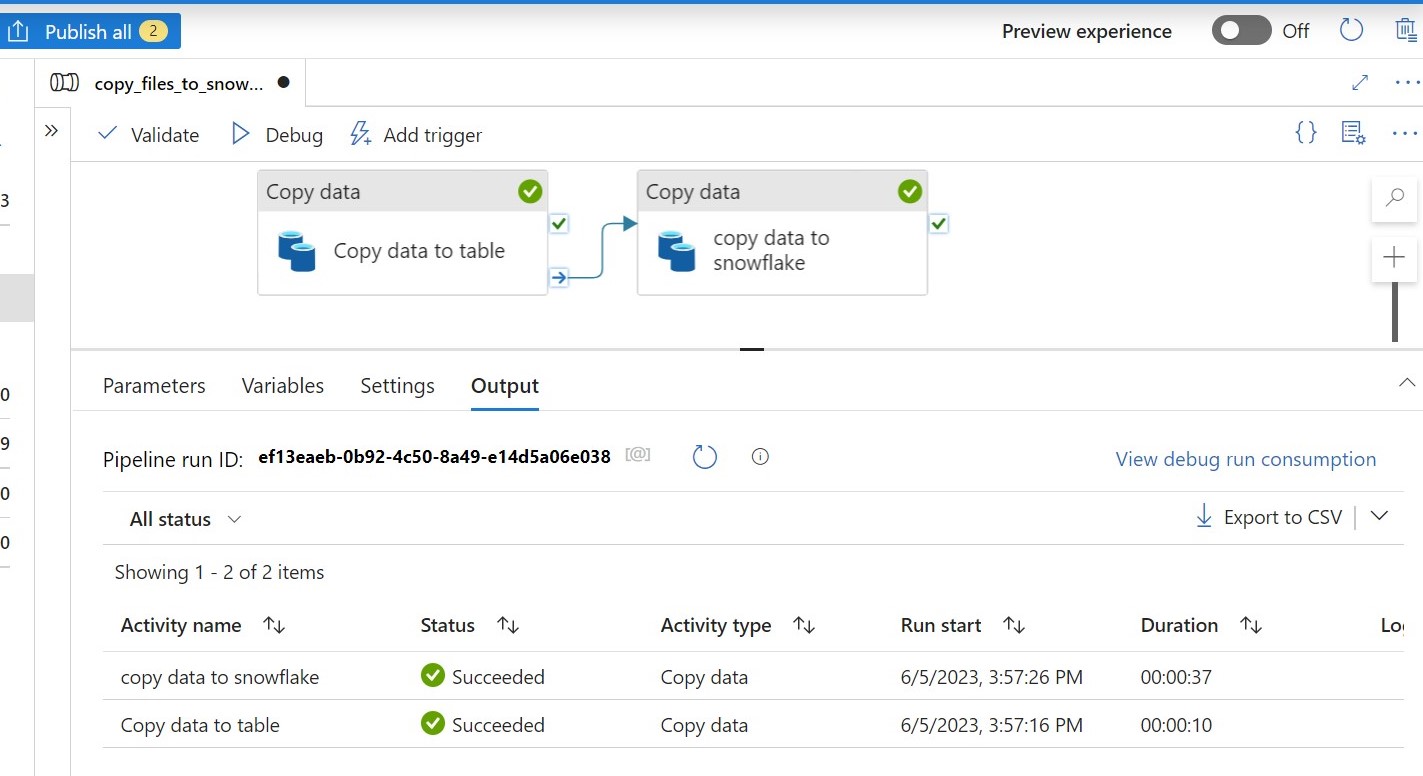 Publish all 2
Preview experience Off
copy_files_to_snow...
Validate Debug Add trigger
3
Copy data
Copy data to table
Copy data
copy data to
snowflake
Parameters Variables Settings Output
0
9
Pipeline run ID: ef13eaeb-0b92-4c50-8a49-e14d5a06e038 [@] View debug run consumption
0
All status Export to CSV
0
Showing 1 - 2 of 2 items
Activity name Status Activity type Run start Duration
copy data to snowflake Succeeded Copy data 6/5/2023, 3:57:26 PM 00:00:37
Copy data to table Succeeded Copy data 6/5/2023, 3:57:16 PM 00:00:10